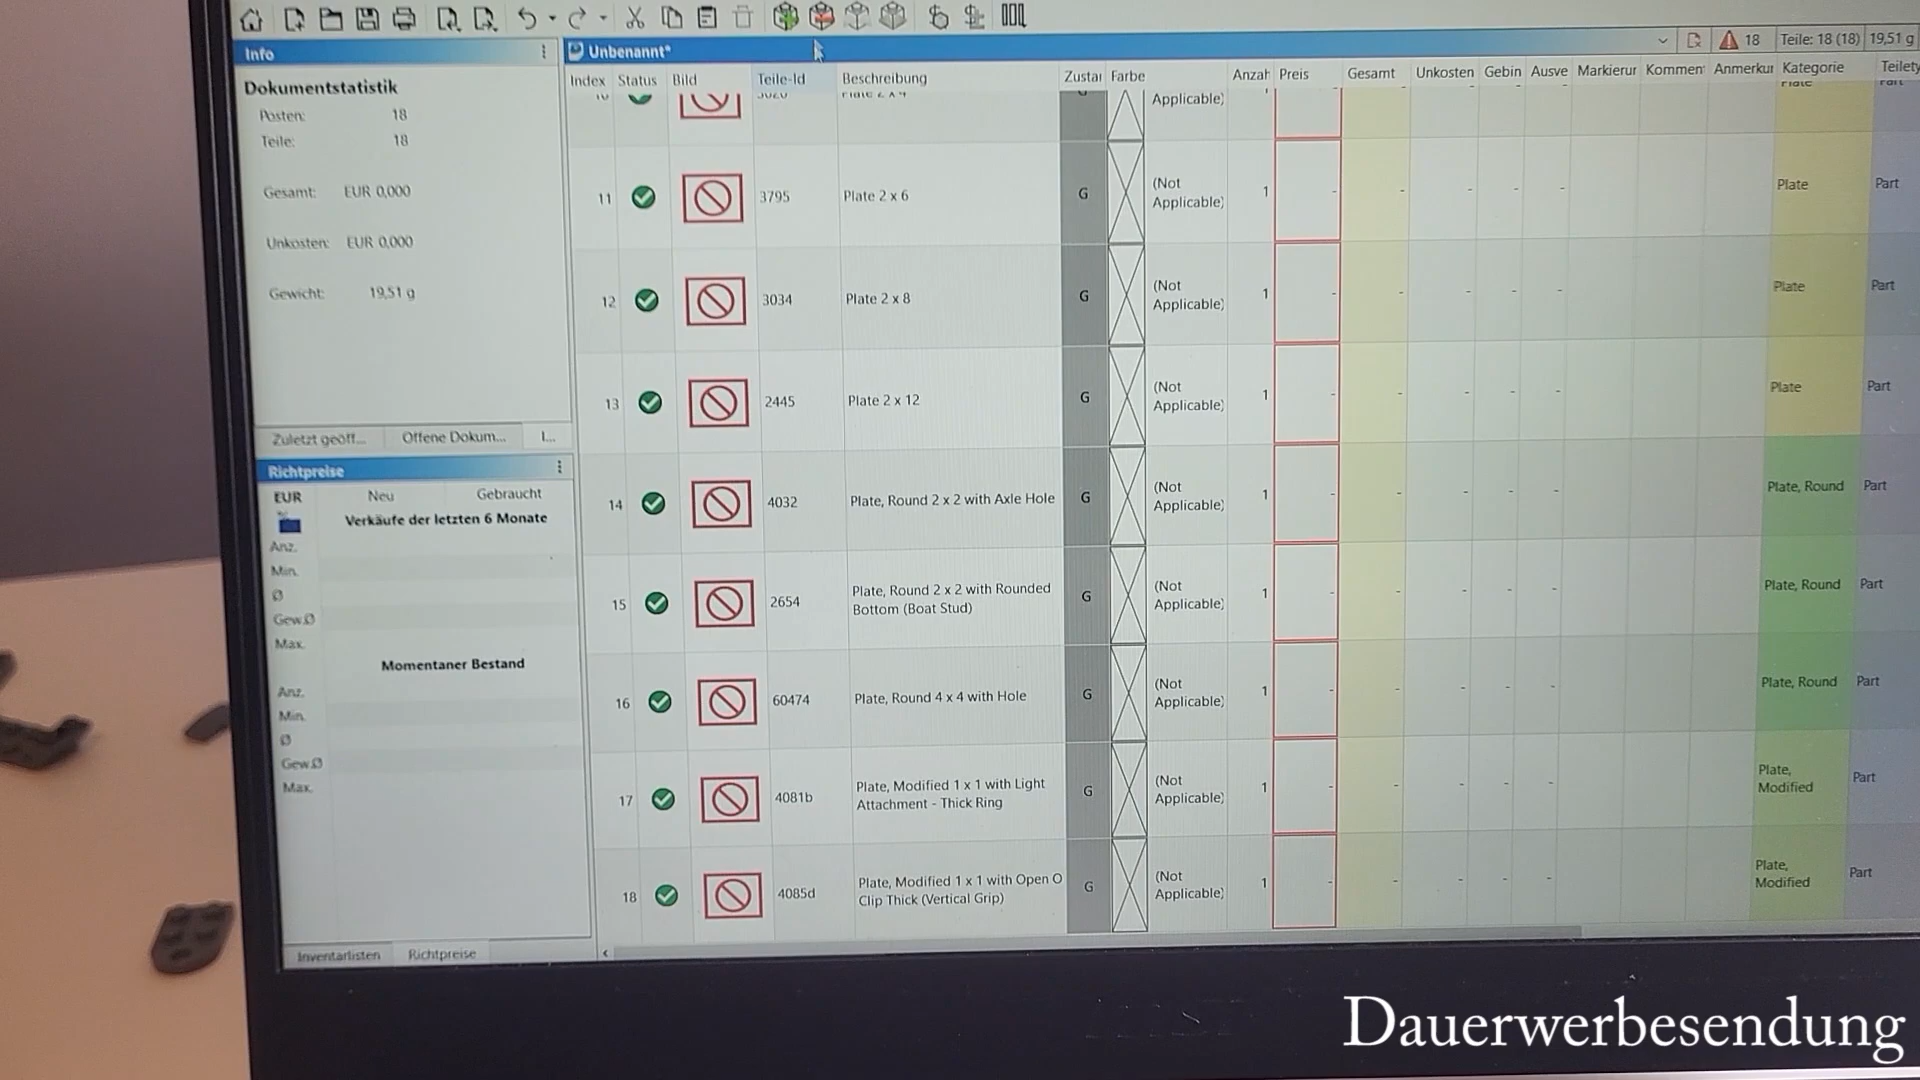 Info
Dokumentstatistik
Posten: 18
Teile: 18
Gesamt: EUR 0,000
Unkosten: EUR 0,000
Gewicht: 19,51 g
Zuletzt geöff... Offene Dokum... I...
Richtpreise
EUR Neu Gebraucht
Verkäufe der letzten 6 Monate
Anz.
Min.
Ø
Gew.Ø
Max.
Momentaner Bestand
Anz.
Min.
Ø
Gew.Ø
Max.
Inventarlisten Richtpreise
Unbenannt*
18 Teile: 18 (18) 19,51 g
Index Status Bild Teile-Id Beschreibung Zustar Farbe Anzah Preis Gesamt Unkosten Gebin Ausve Markierur Kommen Anmerkur Kategorie Teilety
10 Applicable) 1 - - - - -
11 3795 Plate 2 x 6 G (Not Applicable) 1 - - - - - Plate Part
12 3034 Plate 2 x 8 G (Not Applicable) 1 - - - - - Plate Part
13 2445 Plate 2 x 12 G (Not Applicable) 1 - - - - - Plate Part
14 4032 Plate, Round 2 x 2 with Axle Hole G (Not Applicable) 1 - - - - - Plate, Round Part
15 2654 Plate, Round 2 x 2 with Rounded Bottom (Boat Stud) G (Not Applicable) 1 - - - - - Plate, Round Part
16 60474 Plate, Round 4 x 4 with Hole G (Not Applicable) 1 - - - - - Plate, Round Part
17 4081b Plate, Modified 1 x 1 with Light Attachment - Thick Ring G (Not Applicable) 1 - - - - - Plate, Modified Part
18 4085d Plate, Modified 1 x 1 with Open O Clip Thick (Vertical Grip) G (Not Applicable) 1 - - - - - Plate, Modified Part
Dauerwerbesendung